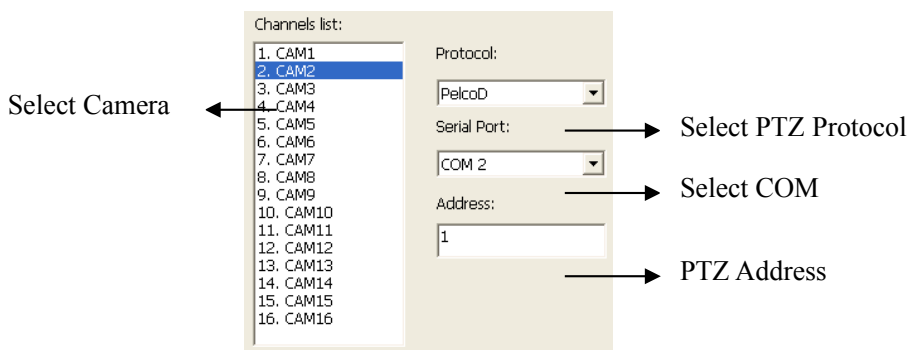 Channels list:
1. CAM1
2. CAM2
3. CAM3
4. CAM4
5. CAM5
6. CAM6
7. CAM7
8. CAM8
9. CAM9
10. CAM10
11. CAM11
12. CAM12
13. CAM13
14. CAM14
15. CAM15
16. CAM16
Protocol:
PelcoD
Serial Port:
COM 2
Address:
1
Select Camera
Select PTZ Protocol
Select COM
PTZ Address